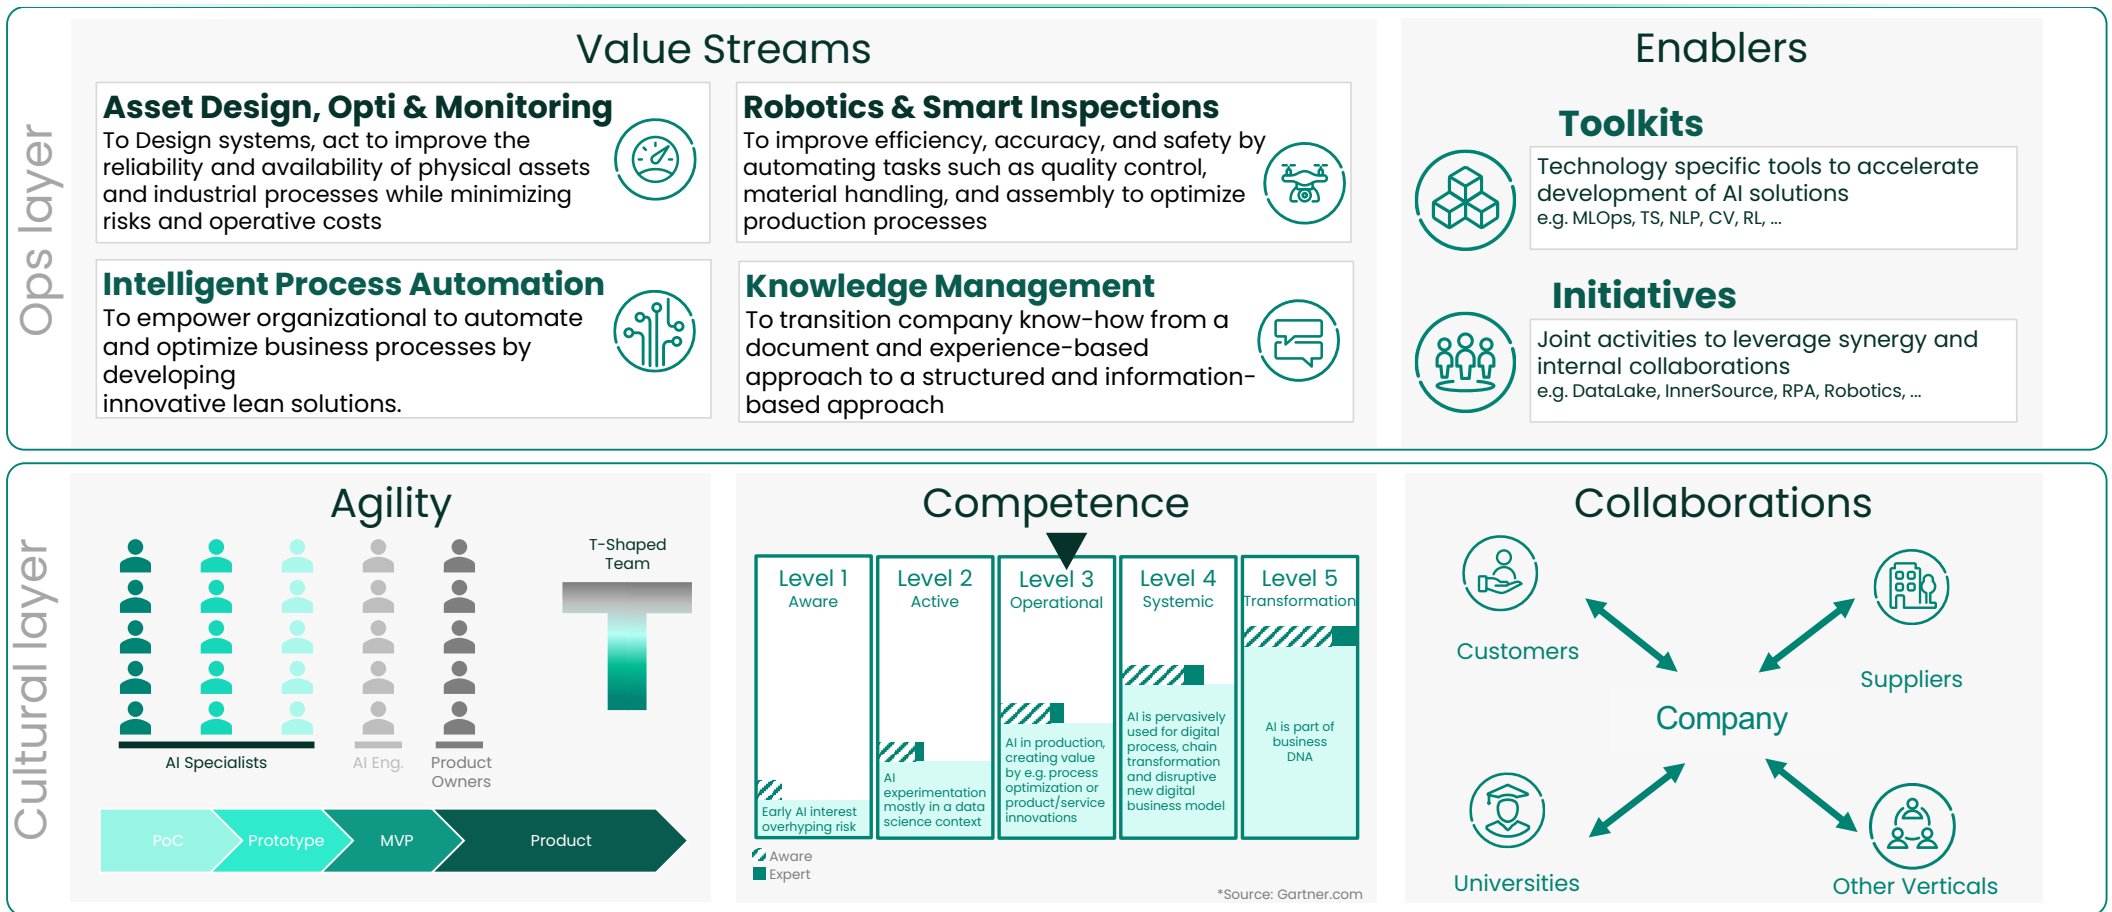 Ops layer
Value Streams
Asset Design, Opti & Monitoring
To Design systems, act to improve the
reliability and availability of physical assets
and industrial processes while minimizing
risks and operative costs
Robotics & Smart Inspections
To improve efficiency, accuracy, and safety by
automating tasks such as quality control,
material handling, and assembly to optimize
production processes
Intelligent Process Automation
To empower organizational to automate
and optimize business processes by
developing
innovative lean solutions.
Knowledge Management
To transition company know-how from a
document and experience-based
approach to a structured and information-
based approach
Enablers
Toolkits
Technology specific tools to accelerate
development of AI solutions
e.g. MLOps, TS, NLP, CV, RL, ...
Initiatives
Joint activities to leverage synergy and
internal collaborations
e.g. DataLake, InnerSource, RPA, Robotics, ...
Cultural layer
Agility
T-Shaped
Team
AI Specialists
AI Eng.
Product
Owners
PoC
Prototype
MVP
Product
Competence
Level 1
Aware
Early AI interest
overhyping risk
Level 2
Active
AI
experimentation
mostly in a data
science context
Level 3
Operational
AI in production,
creating value
by e.g. process
optimization or
product/service
innovations
Level 4
Systemic
AI is pervasively
used for digital
process, chain
transformation
and disruptive
new digital
business model
Level 5
Transformation
AI is part of
business
DNA
Aware
Expert
*Source: Gartner.com
Collaborations
Customers
Suppliers
Company
Universities
Other Verticals